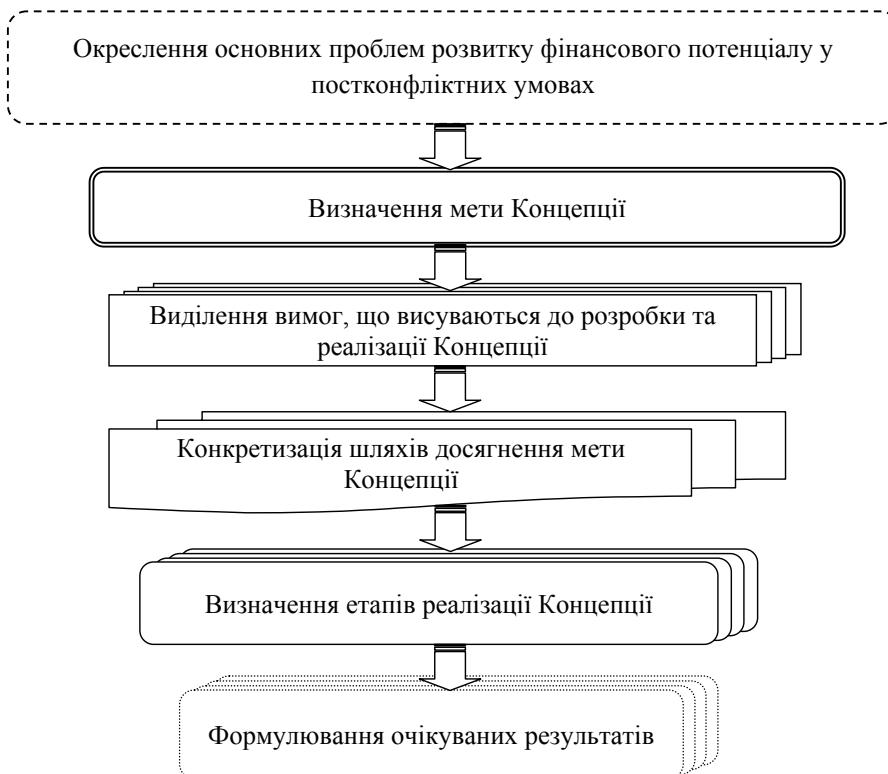 Окреслення основних проблем розвитку фінансового потенціалу у
постконфліктних умовах
Визначення мети Концепції
Виділення вимог, що висуваються до розробки та
реалізації Концепції
Конкретизація шляхів досягнення мети
Концепції
Визначення етапів реалізації Концепції
Формулювання очікуваних результатів